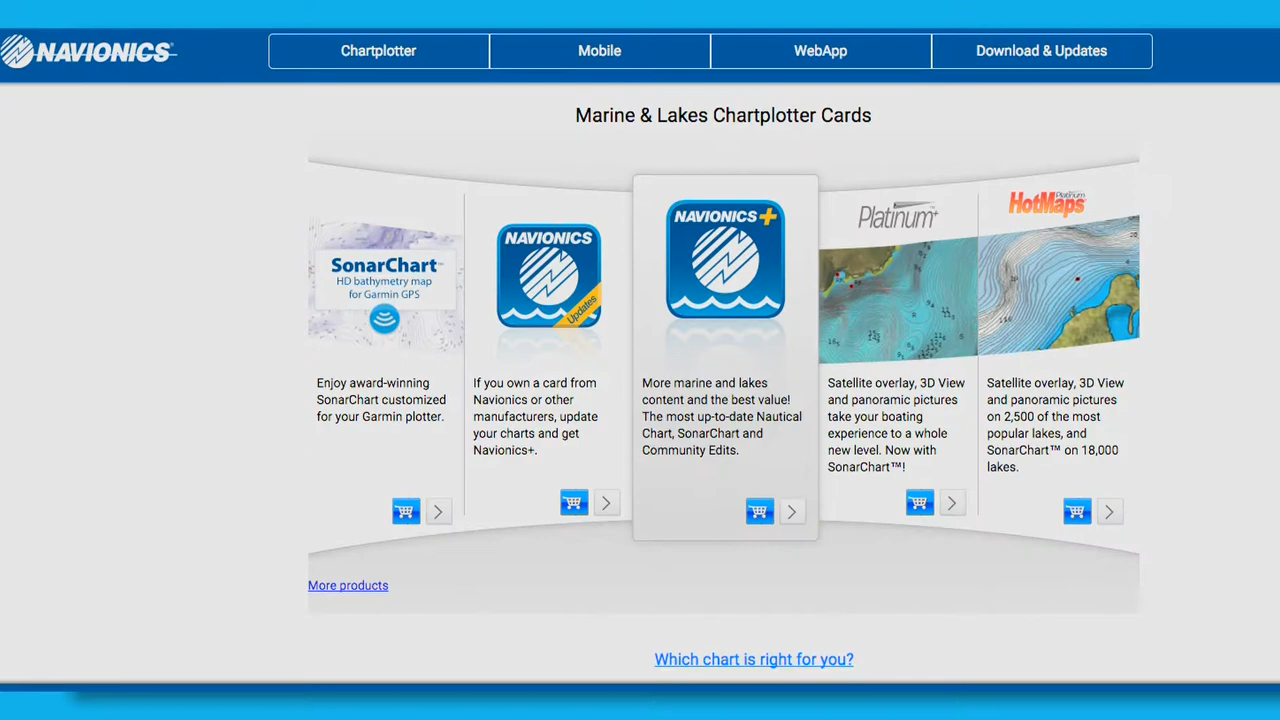 NAVIONICS
Chartplotter
Mobile
WebApp
Download & Updates
Marine & Lakes Chartplotter Cards
SonarChart™
HD bathymetry map
for Garmin GPS
Enjoy award-winning
SonarChart customized
for your Garmin plotter.
NAVIONICS
Updates
If you own a card from
Navionics or other
manufacturers, update
your charts and get
Navionics+.
NAVIONICS+
More marine and lakes
content and the best value!
The most up-to-date Nautical
Chart, SonarChart and
Community Edits.
Platinum+™
Satellite overlay, 3D View
and panoramic pictures
take your boating
experience to a whole
new level. Now with
SonarChart™!
Platinum
HotMaps
Satellite overlay, 3D View
and panoramic pictures
on 2,500 of the most
popular lakes, and
SonarChart™ on 18,000
lakes.
More products
Which chart is right for you?